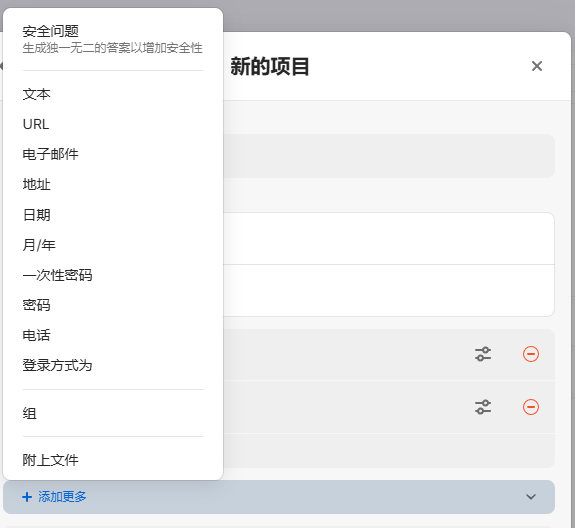 安全问题
生成独一无二的答案以增加安全性
新的项目
文本
URL
电子邮件
地址
日期
月/年
一次性密码
密码
电话
登录方式为
组
附上文件
添加更多